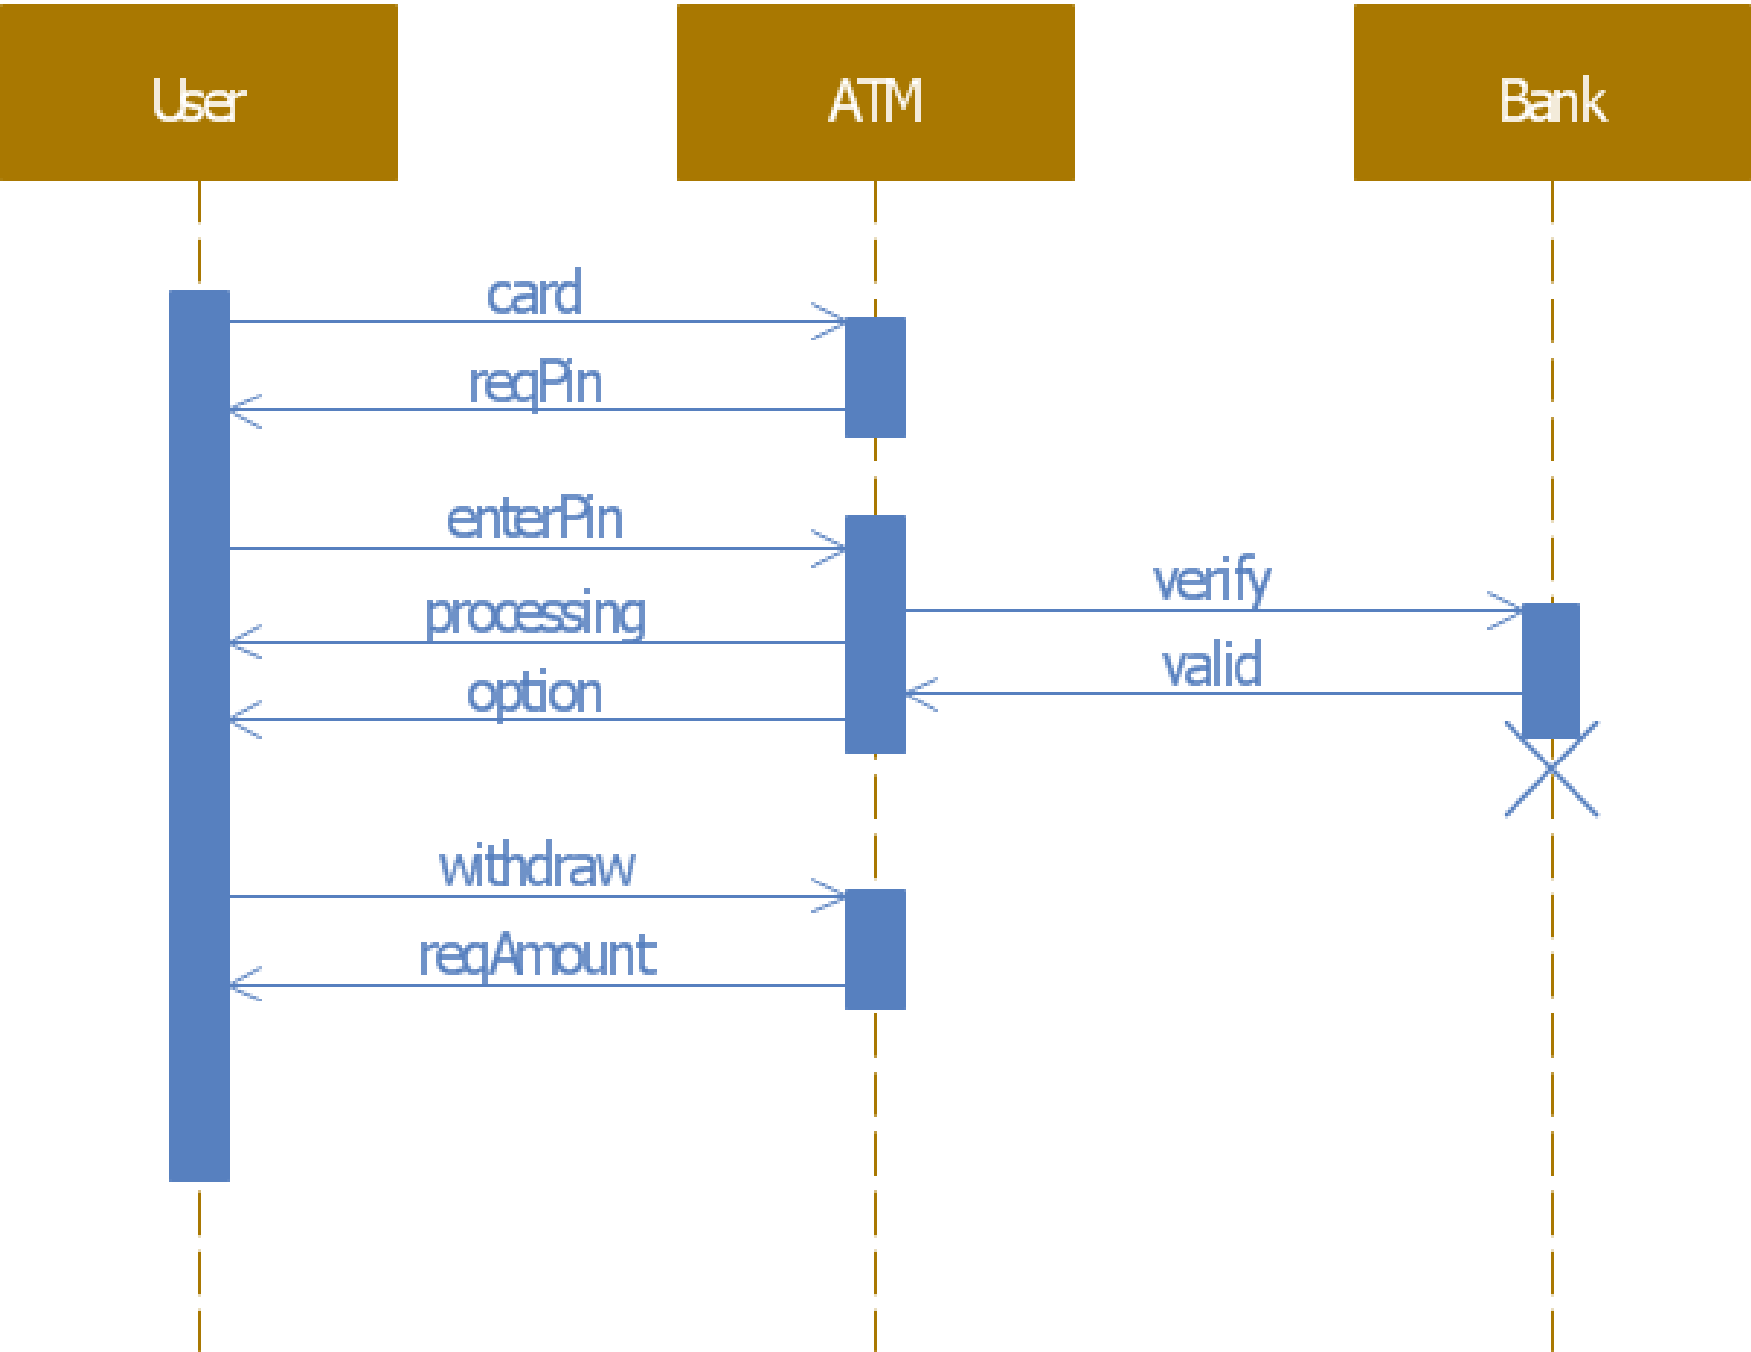 User
ATM
Bank
card
reqPin
enterPin
verify
processing
valid
option
withdraw
reqAmount